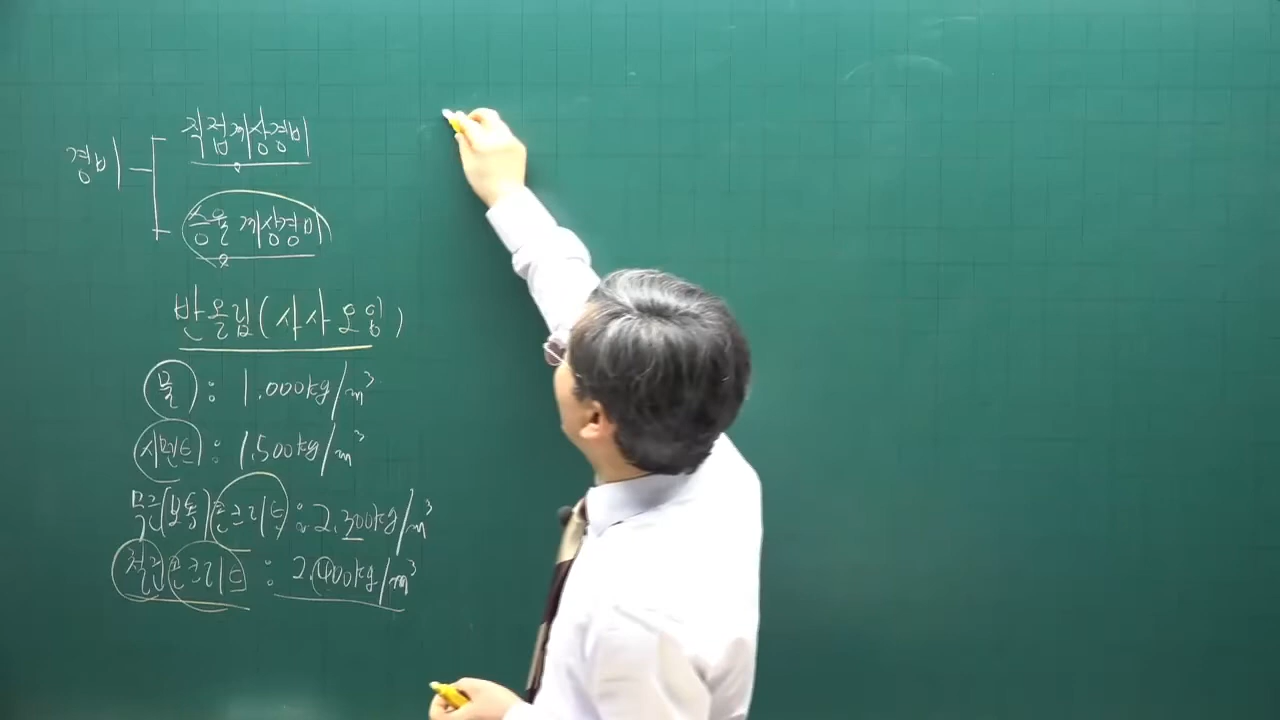 경비
직접계상경비
승율계상경비
반올림(사사오입)
물 : 1.000kg/m³
시멘트 : 1.500kg/m³
무근(보통)콘크리트 : 2.300kg/m³
철근콘크리트 : 2.400kg/m³